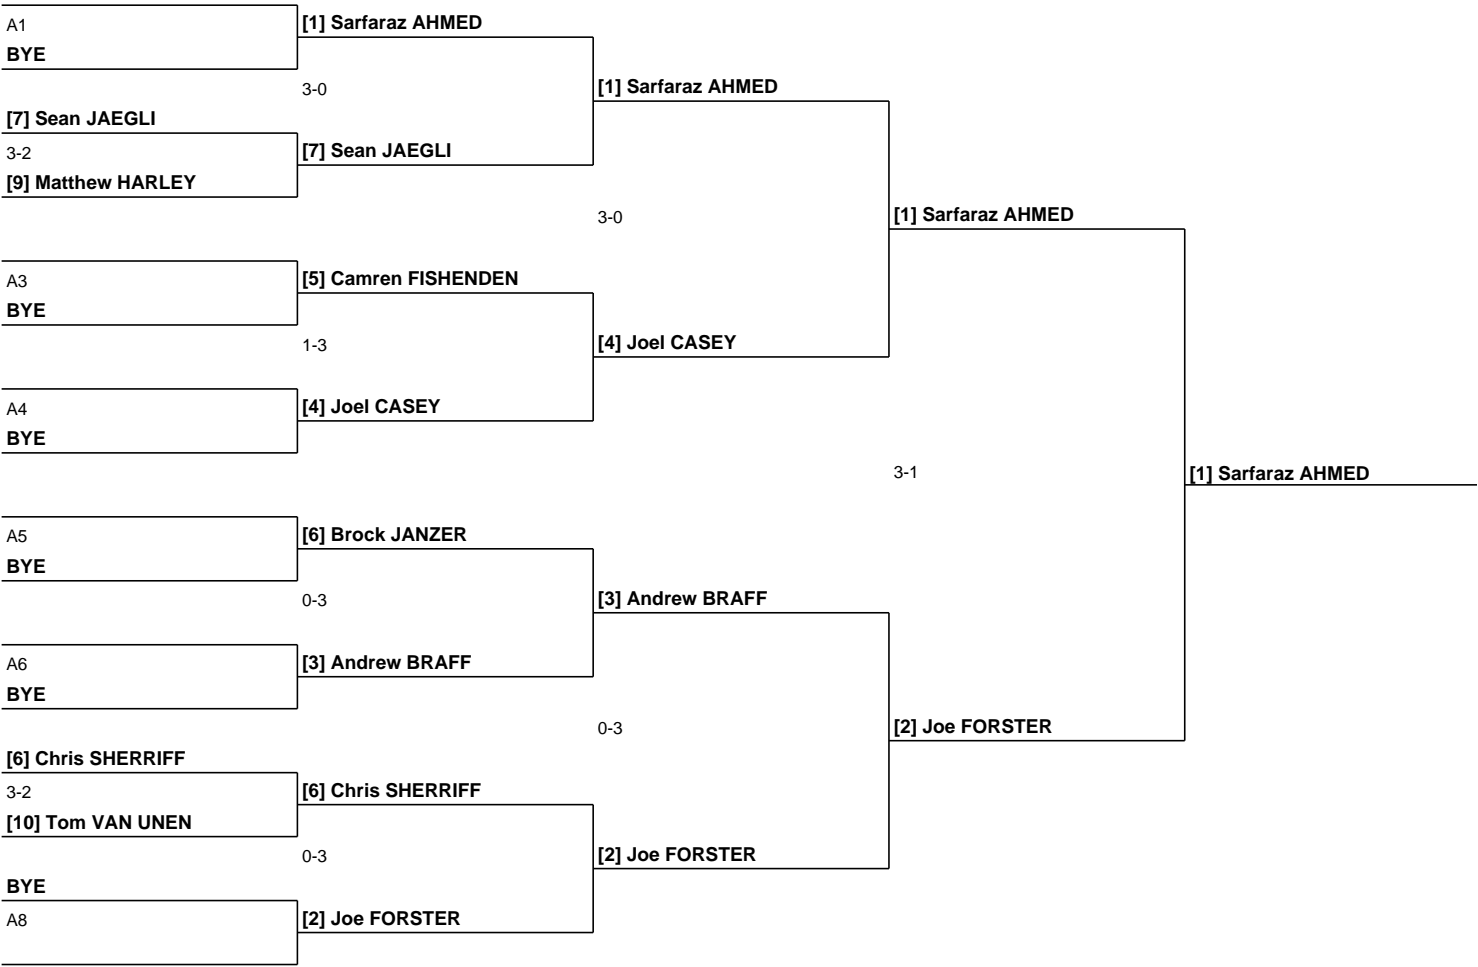 A1
BYE
[1] Sarfaraz AHMED
3-0
[7] Sean JAEGLI
3-2
[9] Matthew HARLEY
[7] Sean JAEGLI
[1] Sarfaraz AHMED
3-0
A3
BYE
[5] Camren FISHENDEN
1-3
A4
BYE
[4] Joel CASEY
[4] Joel CASEY
[1] Sarfaraz AHMED
3-1
[1] Sarfaraz AHMED
A5
BYE
[6] Brock JANZER
0-3
A6
BYE
[3] Andrew BRAFF
[3] Andrew BRAFF
0-3
[6] Chris SHERRIFF
3-2
[10] Tom VAN UNEN
[6] Chris SHERRIFF
0-3
BYE
A8
[2] Joe FORSTER
[2] Joe FORSTER
[2] Joe FORSTER